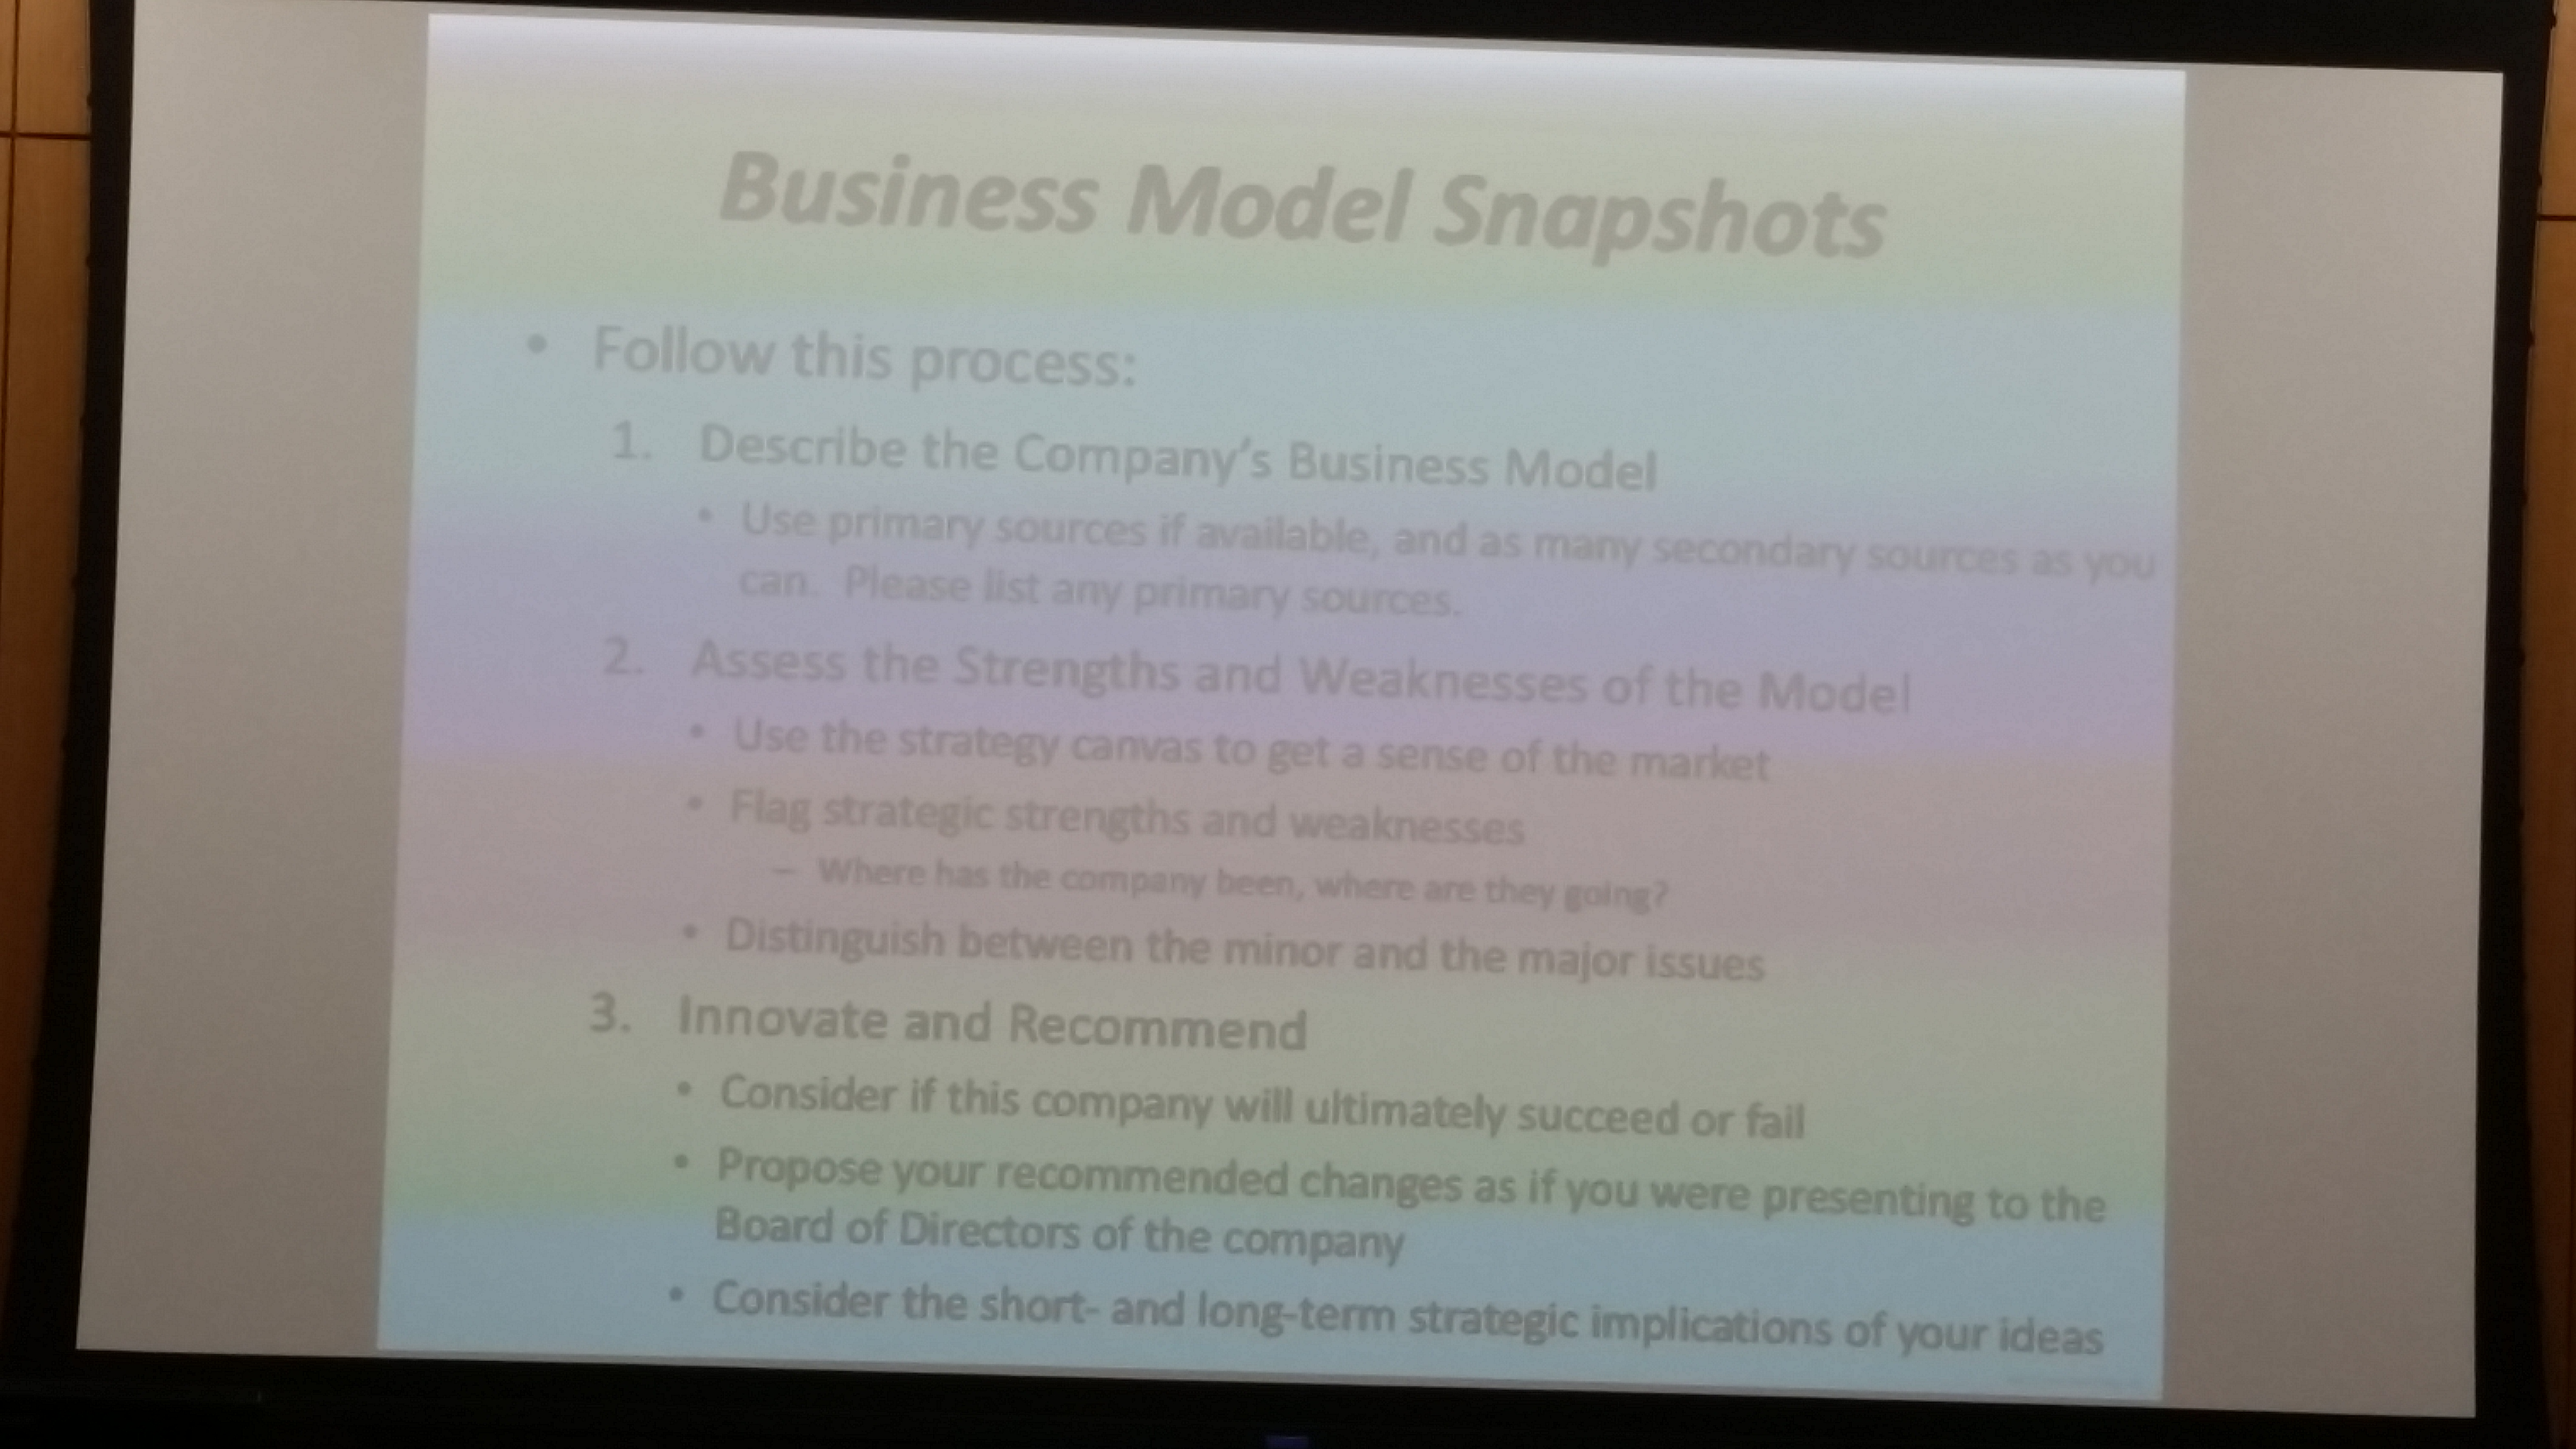 Business Model Snapshots
• Follow this process:
1. Describe the Company's Business Model
• Use primary sources if available, and as many secondary sources as you
can. Please list any primary sources.
2. Assess the Strengths and Weaknesses of the Model
• Use the strategy canvas to get a sense of the market
• Flag strategic strengths and weaknesses
– Where has the company been, where are they going?
• Distinguish between the minor and the major issues
3. Innovate and Recommend
• Consider if this company will ultimately succeed or fail
• Propose your recommended changes as if you were presenting to the
Board of Directors of the company
• Consider the short- and long-term strategic implications of your ideas